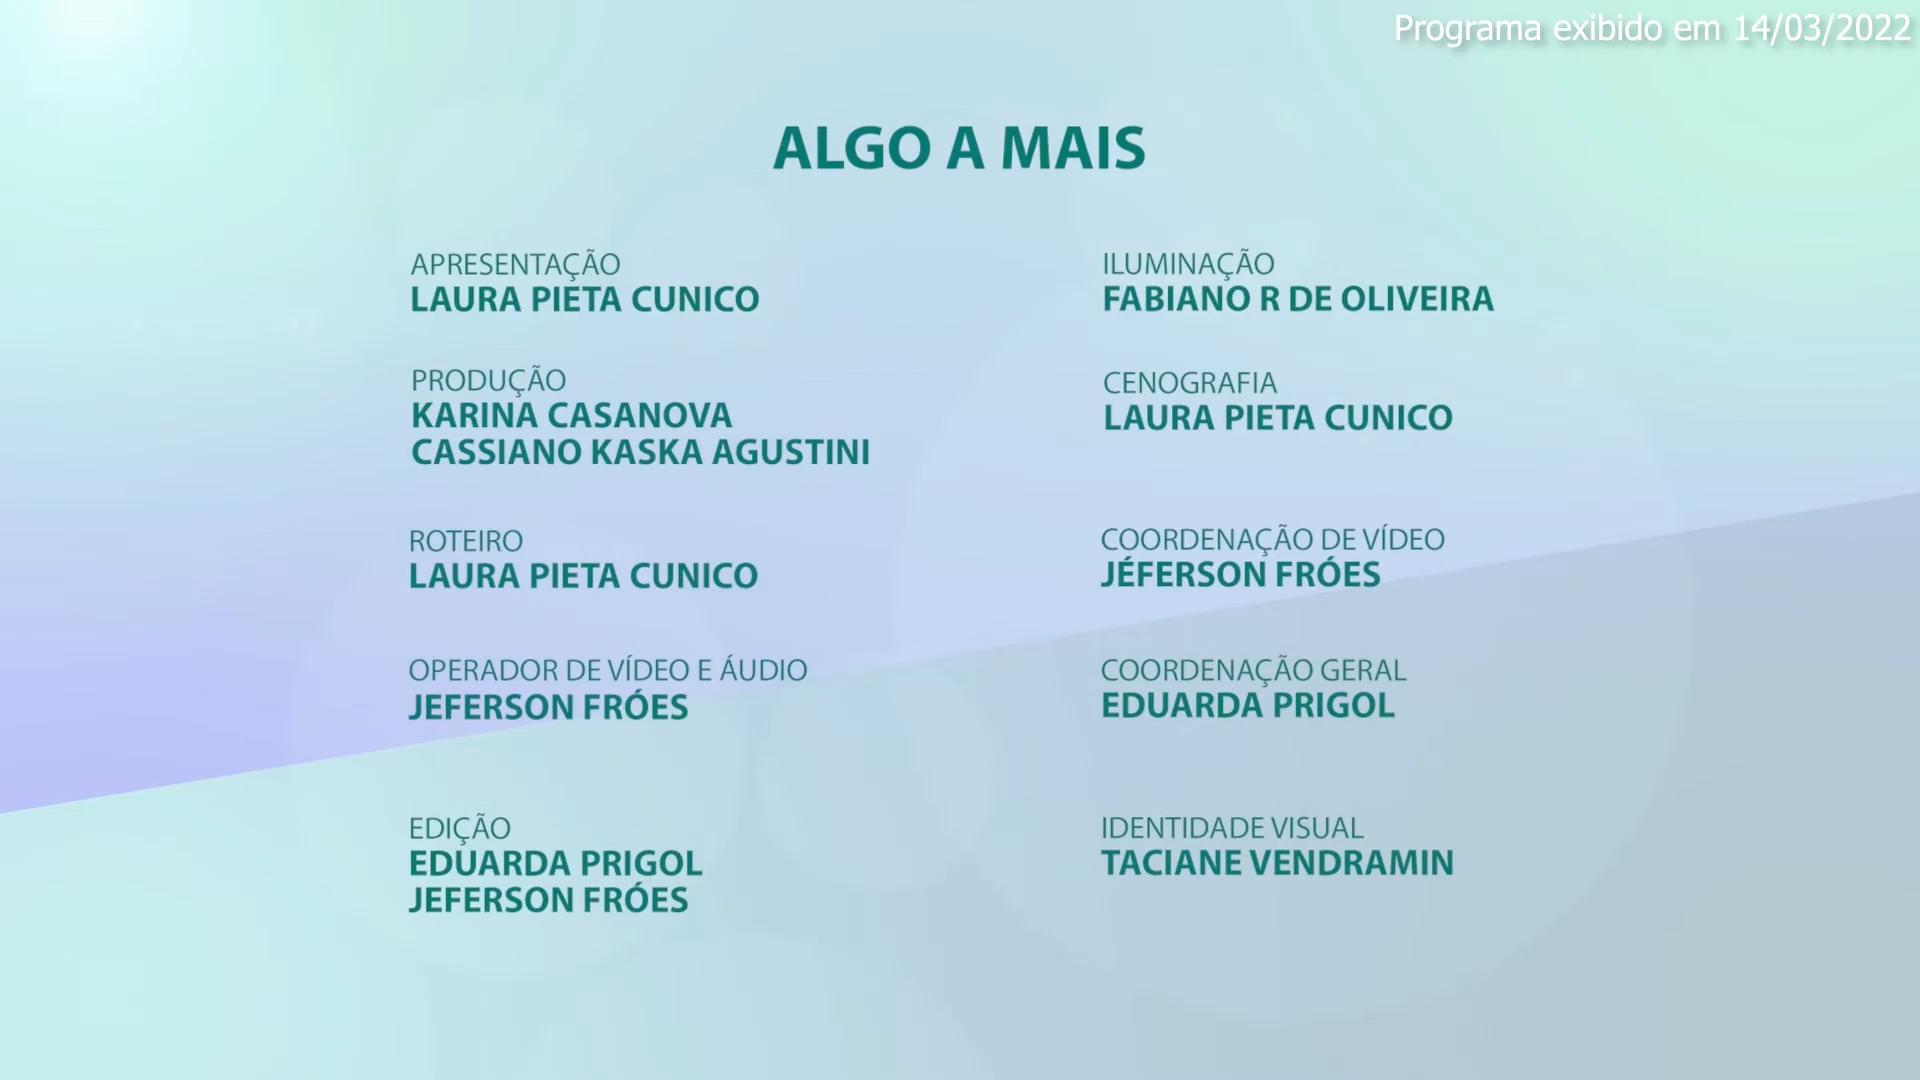 Programa exibido em 14/03/2022
ALGO A MAIS
APRESENTAÇÃO
LAURA PIETA CUNICO
PRODUÇÃO
KARINA CASANOVA
CASSIANO KASKA AGUSTINI
ROTEIRO
LAURA PIETA CUNICO
OPERADOR DE VÍDEO E ÁUDIO
JEFERSON FRÓES
EDIÇÃO
EDUARDA PRIGOL
JEFERSON FRÓES
ILUMINAÇÃO
FABIANO R DE OLIVEIRA
CENOGRAFIA
LAURA PIETA CUNICO
COORDENAÇÃO DE VÍDEO
JÉFERSON FRÓES
COORDENAÇÃO GERAL
EDUARDA PRIGOL
IDENTIDADE VISUAL
TACIANE VENDRAMIN